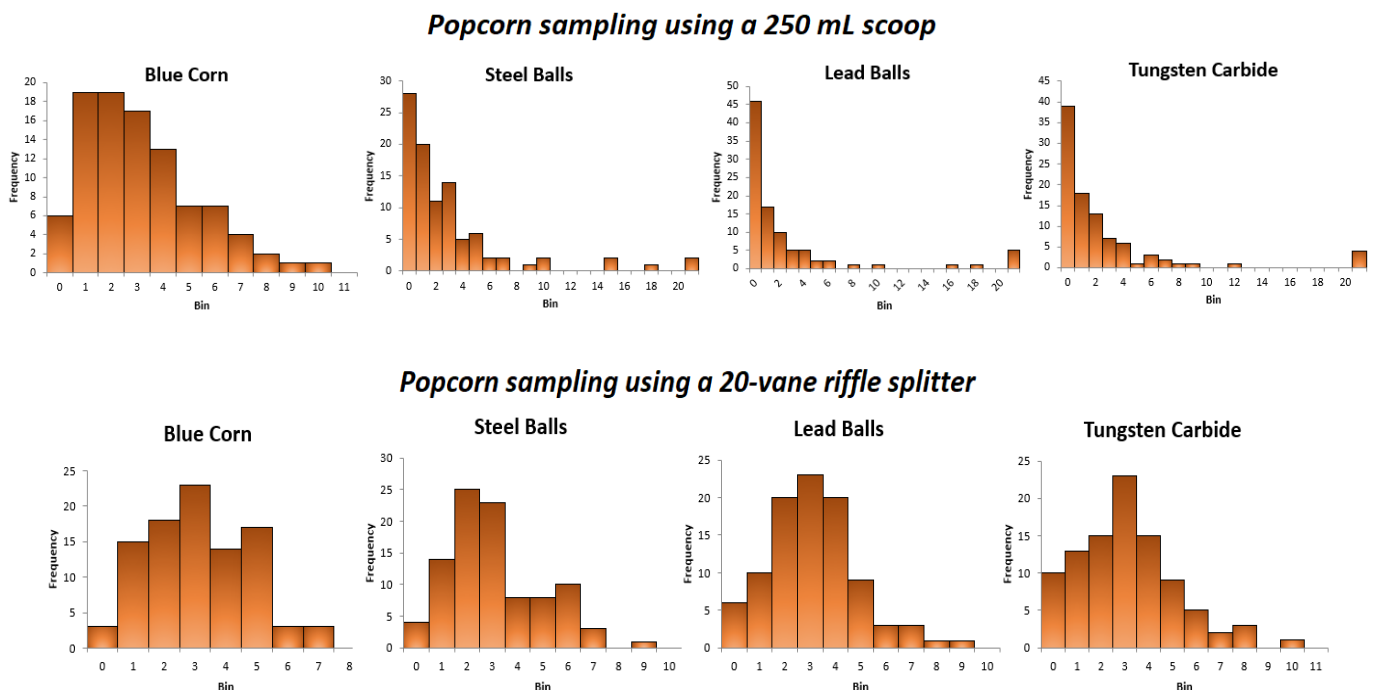 Popcorn sampling using a 250 mL scoop
Blue Corn
Frequency
20
18
16
14
12
10
8
6
4
2
0
0 1 2 3 4 5 6 7 8 9 10 11
Bin
Steel Balls
Frequency
30
25
20
15
10
5
0
0 2 4 6 8 10 12 14 16 18 20
Bin
Lead Balls
Frequency
50
45
40
35
30
25
20
15
10
5
0
0 2 4 6 8 10 12 14 16 18 20
Bin
Tungsten Carbide
Frequency
45
40
35
30
25
20
15
10
5
0
0 2 4 6 8 10 12 14 16 18 20
Bin
Popcorn sampling using a 20-vane riffle splitter
Blue Corn
Frequency
25
20
15
10
5
0
0 1 2 3 4 5 6 7 8
Bin
Steel Balls
Frequency
30
25
20
15
10
5
0
0 1 2 3 4 5 6 7 8 9 10
Bin
Lead Balls
Frequency
25
20
15
10
5
0
0 1 2 3 4 5 6 7 8 9 10
Bin
Tungsten Carbide
Frequency
25
20
15
10
5
0
0 1 2 3 4 5 6 7 8 9 10 11
Bin